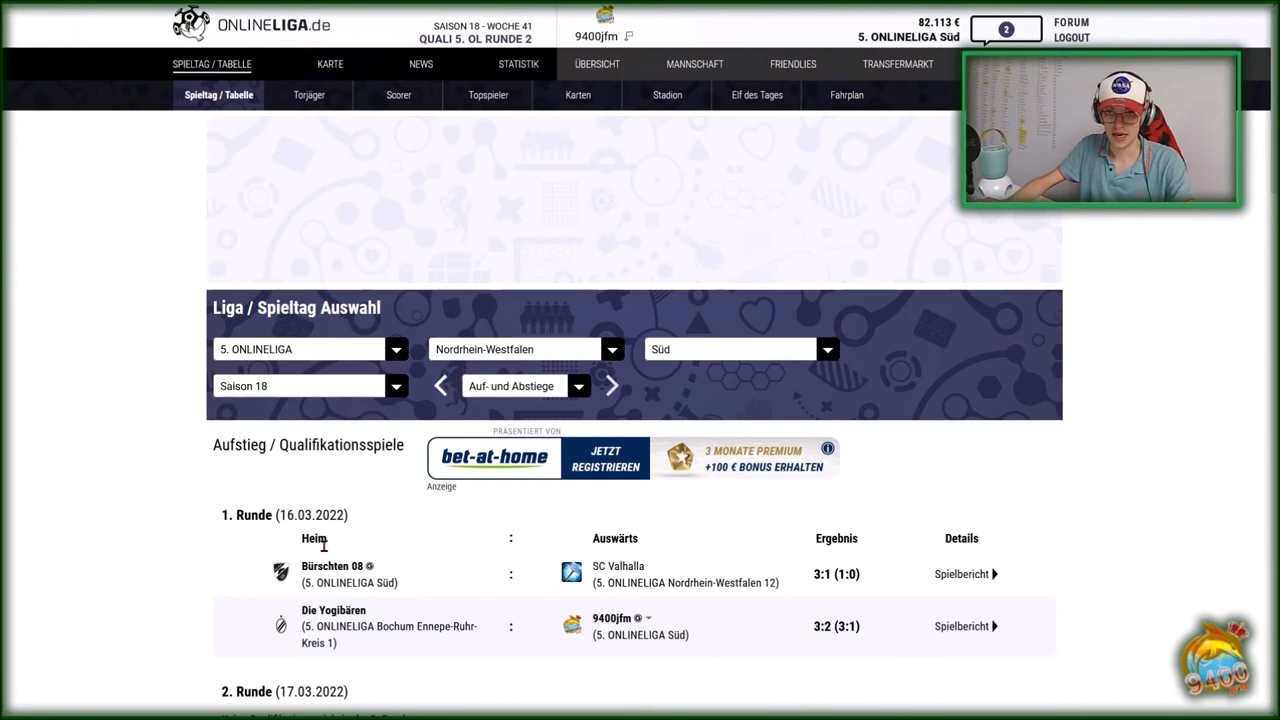 ONLINELIGA.de
SAISON 18 - WOCHE 41
QUALI 5. OL RUNDE 2
9400jfm
82.113 €
5. ONLINELIGA Süd
2
FORUM
LOGOUT
SPIELTAG / TABELLE
KARTE
NEWS
STATISTIK
ÜBERSICHT
MANNSCHAFT
FRIENDLIES
TRANSFERMARKT
Spieltag / Tabelle
Torjäger
Scorer
Topspieler
Karten
Stadion
Elf des Tages
Fahrplan
NASA
Liga / Spieltag Auswahl
5. ONLINELIGA
Nordrhein-Westfalen
Süd
Saison 18
Auf- und Abstiege
Aufstieg / Qualifikationsspiele
PRÄSENTIERT VON
bet-at-home
JETZT
REGISTRIEREN
3 MONATE PREMIUM
+100 € BONUS ERHALTEN
Anzeige
1. Runde (16.03.2022)
Heim : Auswärts Ergebnis Details
Bürschten 08
(5. ONLINELIGA Süd)
:
SC Valhalla
(5. ONLINELIGA Nordrhein-Westfalen 12)
3:1 (1:0)
Spielbericht
Die Yogibären
(5. ONLINELIGA Bochum Ennepe-Ruhr-
Kreis 1)
:
9400jfm
(5. ONLINELIGA Süd)
3:2 (3:1)
Spielbericht
2. Runde (17.03.2022)
9400